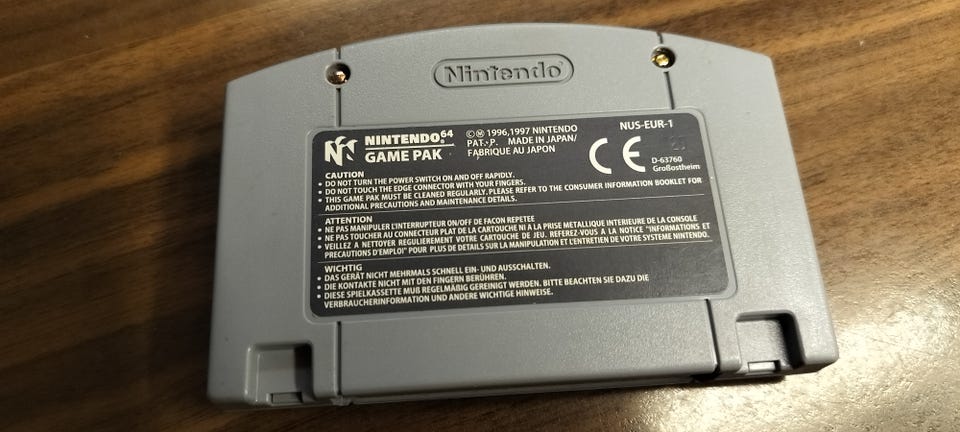 Nintendo
NINTENDO 64
GAME PAK
©Ⓜ 1996,1997 NINTENDO
PAT. P. MADE IN JAPAN/
FABRIQUE AU JAPON
NUS-EUR-1
CE
D-63760
Großostheim
CAUTION
• DO NOT TURN THE POWER SWITCH ON AND OFF RAPIDLY.
• DO NOT TOUCH THE EDGE CONNECTOR WITH YOUR FINGERS.
• THIS GAME PAK MUST BE CLEANED REGULARLY. PLEASE REFER TO THE CONSUMER INFORMATION BOOKLET FOR
ADDITIONAL PRECAUTIONS AND MAINTENANCE DETAILS.
ATTENTION
• NE PAS MANIPULER L'INTERRUPTEUR ON/OFF DE FACON REPETEE
• NE PAS TOUCHER AU CONNECTEUR PLAT DE LA CARTOUCHE NI A LA PRISE METALLIQUE INTERIEURE DE LA CONSOLE
• VEILLEZ A NETTOYER REGULIEREMENT VOTRE CARTOUCHE DE JEU. REFEREZ-VOUS A LA NOTICE "INFORMATIONS ET
PRECAUTIONS D'EMPLOI" POUR PLUS DE DETAILS SUR LA MANIPULATION ET L'ENTRETIEN DE VOTRE SYSTEME NINTENDO.
WICHTIG
• DAS GERÄT NICHT MEHRMALS SCHNELL EIN- UND AUSSCHALTEN.
• DIE KONTAKTE NICHT MIT DEN FINGERN BERÜHREN.
• DIESE SPIELKASSETTE MUß REGELMÄßIG GEREINIGT WERDEN. BITTE BEACHTEN SIE DAZU DIE
VERBRAUCHERINFORMATION UND ANDERE WICHTIGE HINWEISE.